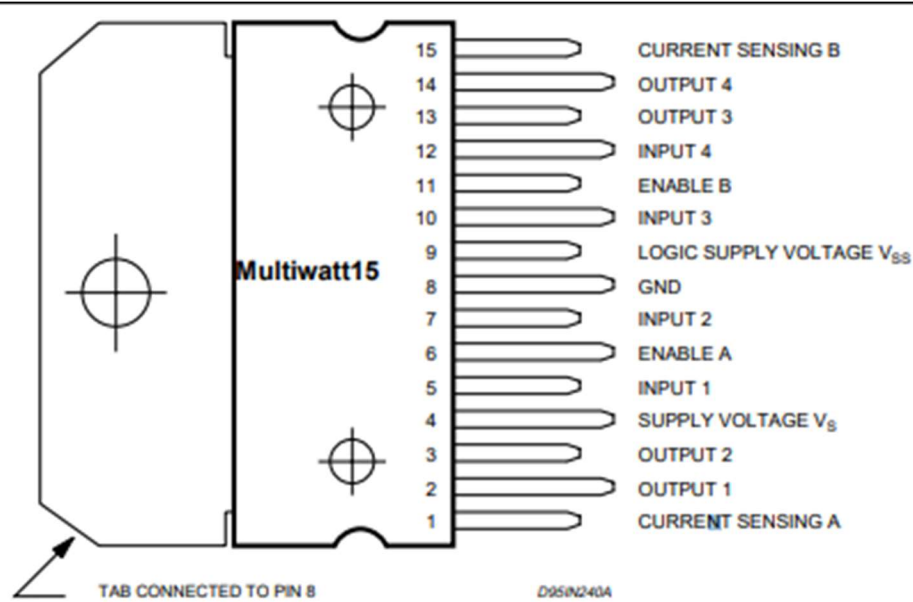 15 CURRENT SENSING B
14 OUTPUT 4
13 OUTPUT 3
12 INPUT 4
11 ENABLE B
10 INPUT 3
9 LOGIC SUPPLY VOLTAGE VSS
Multiwatt15
8 GND
7 INPUT 2
6 ENABLE A
5 INPUT 1
4 SUPPLY VOLTAGE VS
3 OUTPUT 2
2 OUTPUT 1
1 CURRENT SENSING A
TAB CONNECTED TO PIN 8 D95IN240A